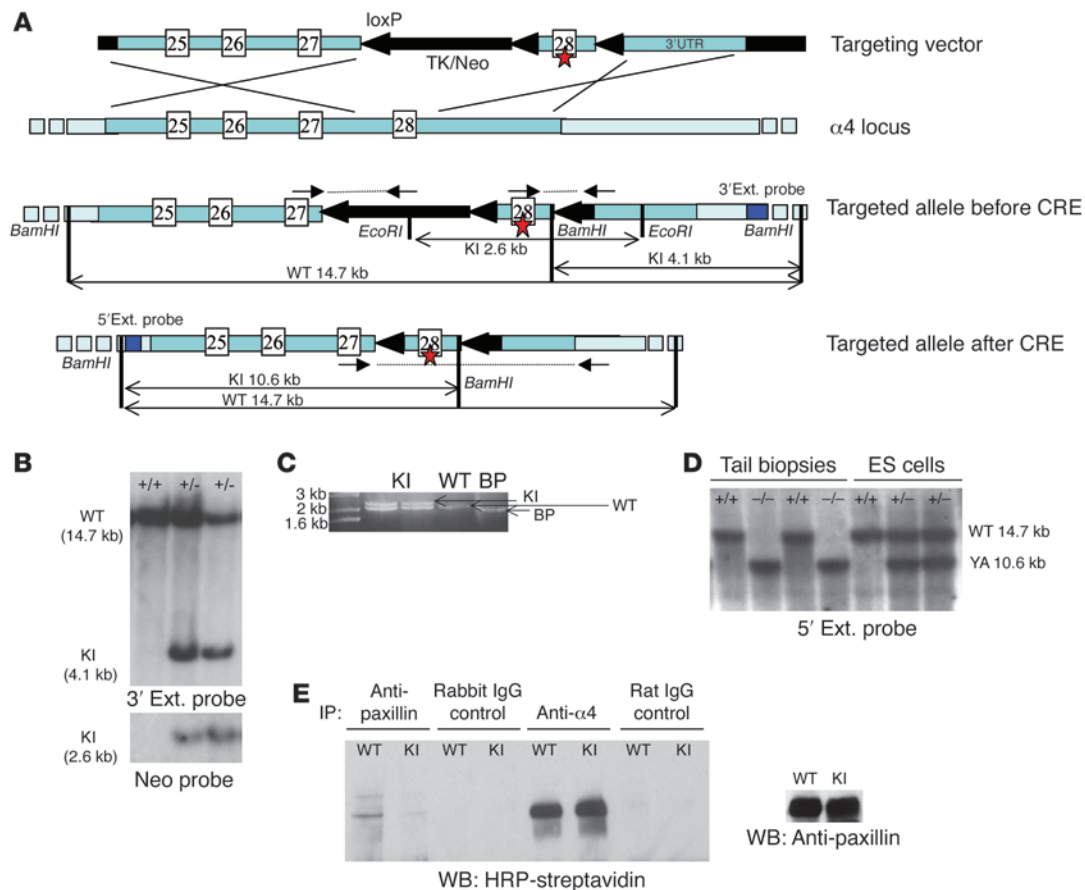 A
loxP
25 26 27 28 3'UTR
TK/Neo
Targeting vector
25 26 27 28
α4 locus
3'Ext. probe
25 26 27 28
Targeted allele before CRE
BamHI EcoRI BamHI EcoRI BamHI
KI 2.6 kb
WT 14.7 kb KI 4.1 kb
5'Ext. probe
25 26 27 28
Targeted allele after CRE
BamHI BamHI
KI 10.6 kb
WT 14.7 kb
B
+/+ +/- +/-
WT
(14.7 kb)
KI
(4.1 kb)
3' Ext. probe
KI
(2.6 kb)
Neo probe
C
KI WT BP
3 kb
2 kb
1.6 kb
KI
WT
BP
D
Tail biopsies ES cells
+/+ −/− +/+ −/− +/+ +/− +/−
WT 14.7 kb
YA 10.6 kb
5' Ext. probe
E
IP:
Anti-
paxillin
Rabbit IgG
control
Anti-α4
Rat IgG
control
WT KI WT KI WT KI WT KI
WB: HRP-streptavidin
WT KI
WB: Anti-paxillin